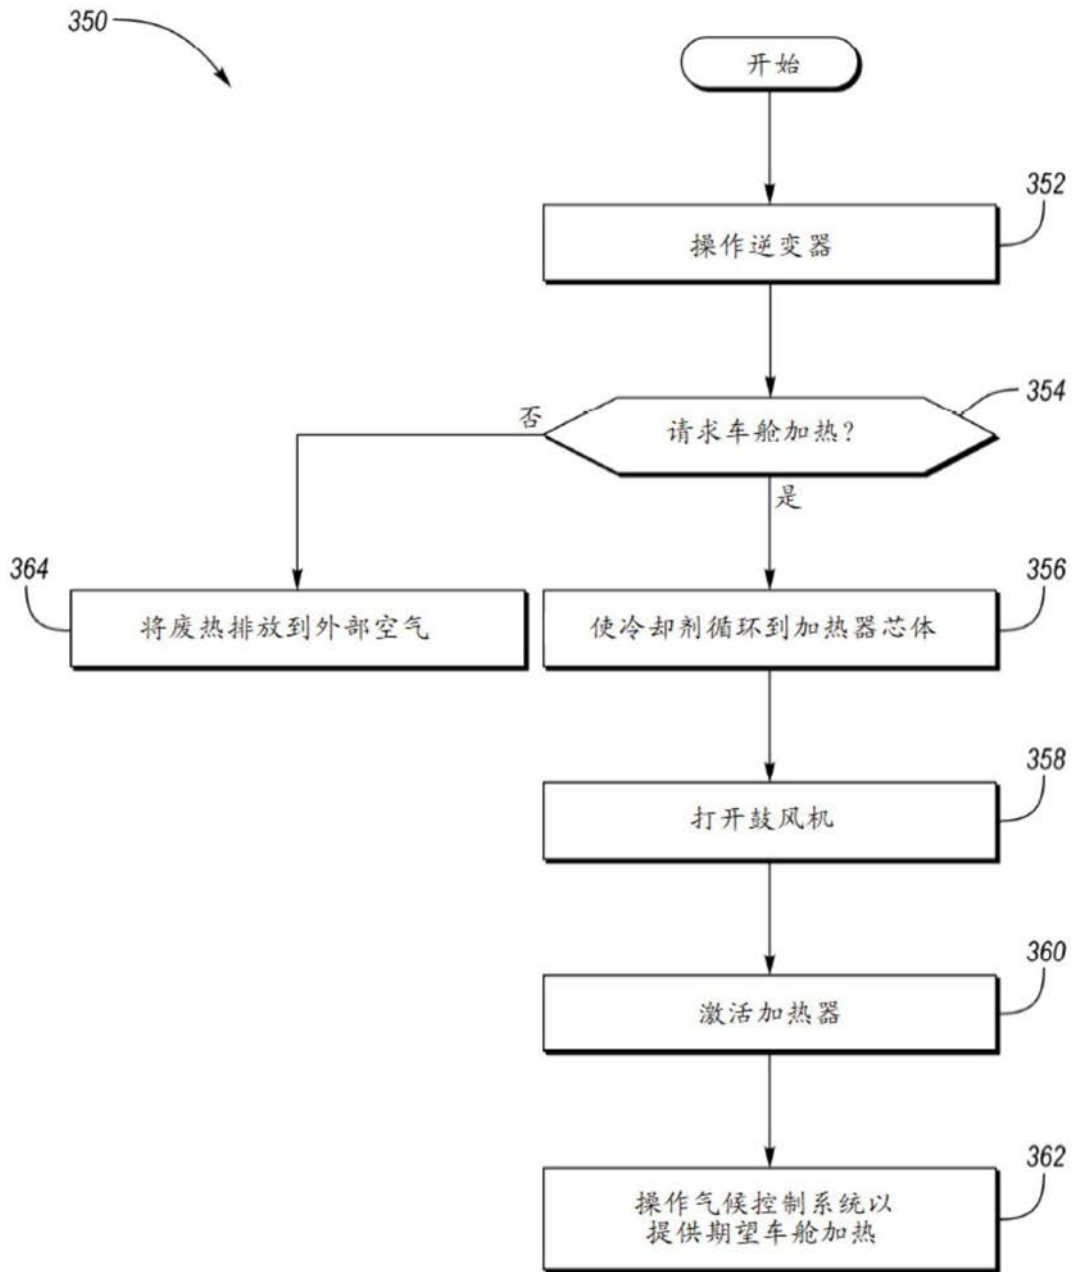 350
开始
352
操作逆变器
354
请求车舱加热?
否
是
364
将废热排放到外部空气
356
使冷却剂循环到加热器芯体
358
打开鼓风机
360
激活加热器
362
操作气候控制系统以
提供期望车舱加热